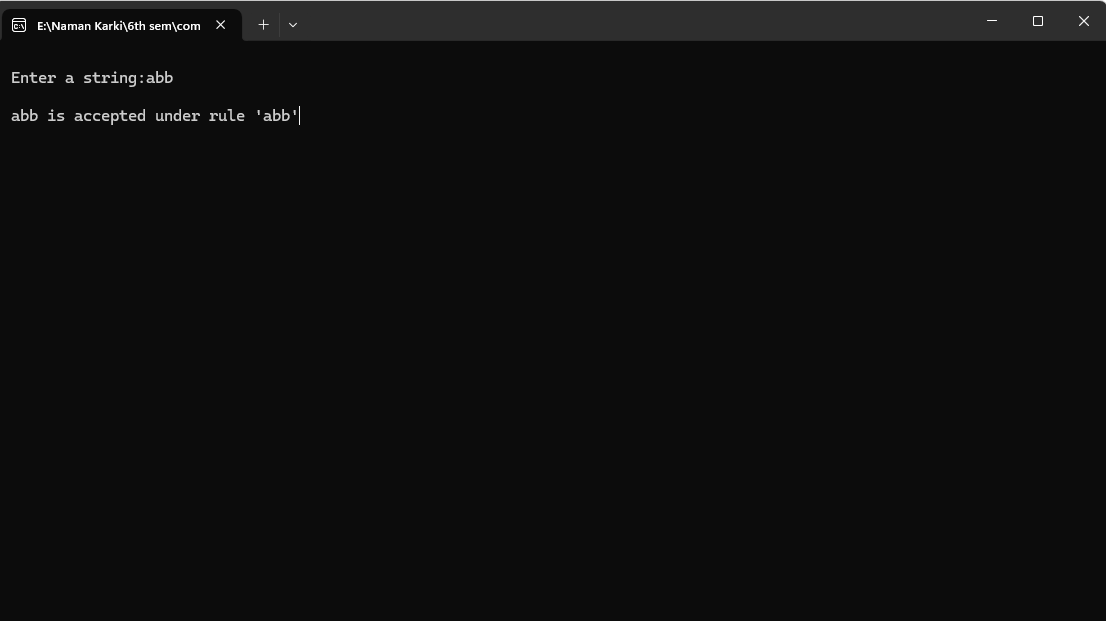 E:\Naman Karki\6th sem\com
Enter a string:abb
abb is accepted under rule 'abb'